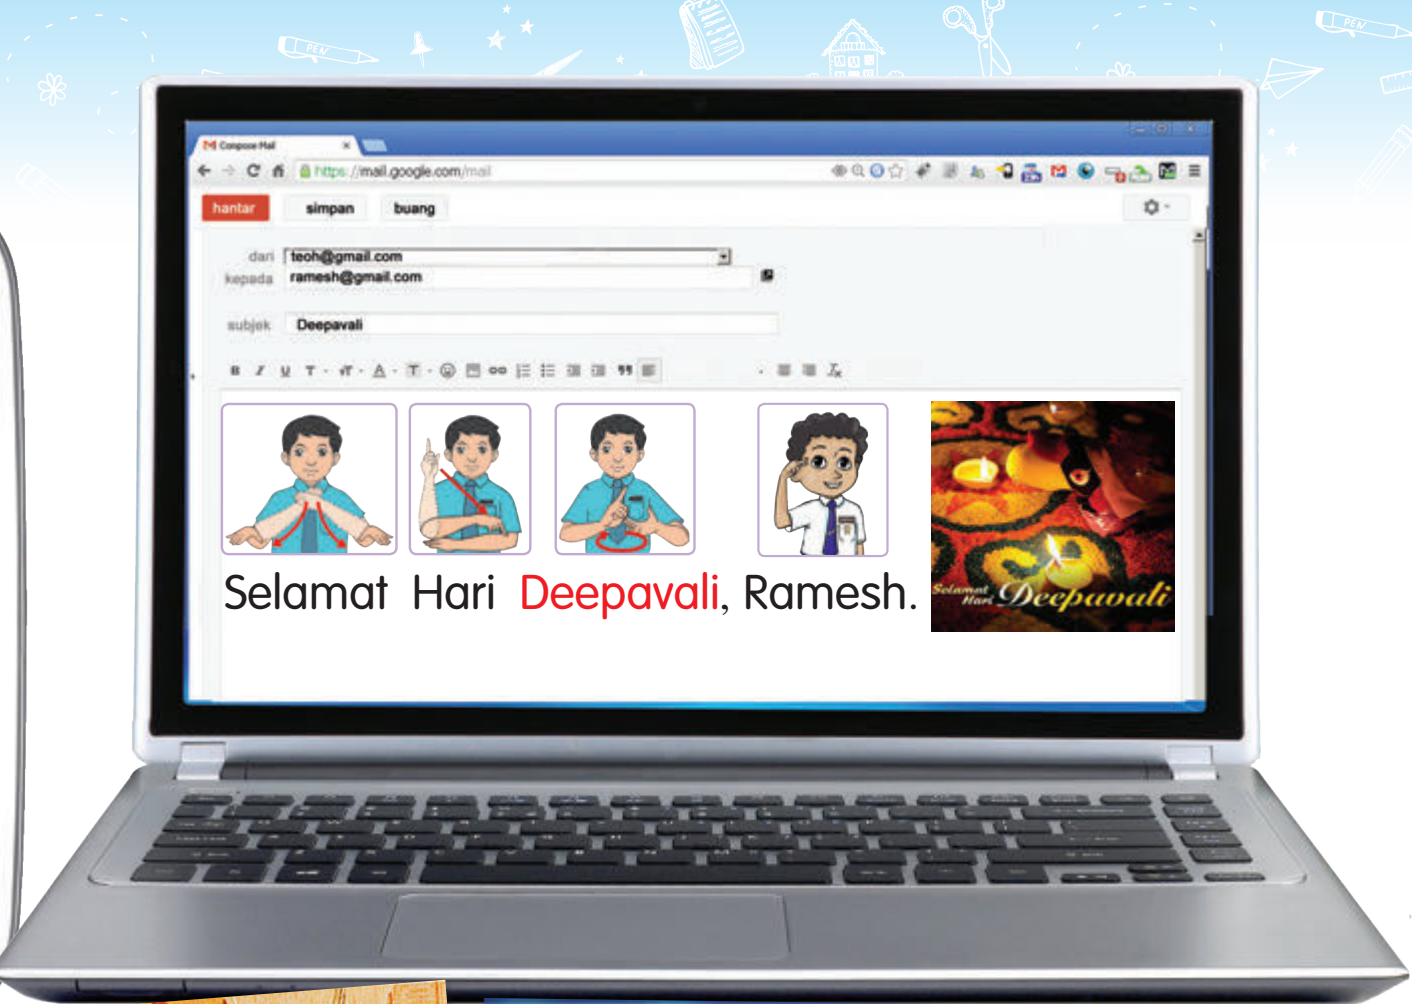 PEN
PEN
Compose Mail
https://mail.google.com/mail
hantar simpan buang
dari teoh@gmail.com
kepada ramesh@gmail.com
subjek Deepavali
B I U T T A T
Selamat Hari Deepavali, Ramesh.
Selamat Hari Deepavali